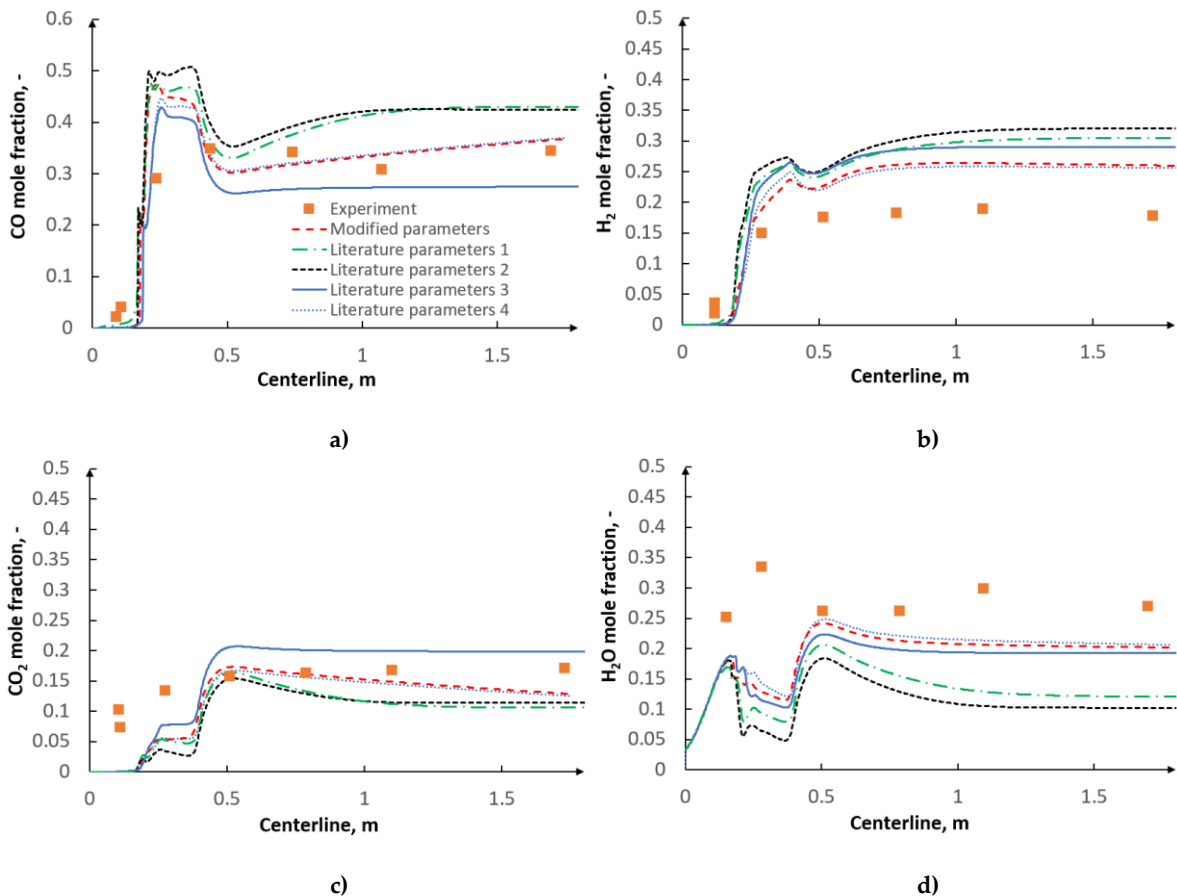 0.6
0.5
0.4
0.3
0.2
0.1
0
CO mole fraction, -
Experiment
Modified parameters
Literature parameters 1
Literature parameters 2
Literature parameters 3
Literature parameters 4
0 0.5 1 1.5
Centerline, m
a)
0.5
0.45
0.4
0.35
0.3
0.25
0.2
0.15
0.1
0.05
0
H2 mole fraction, -
0 0.5 1 1.5
Centerline, m
b)
0.5
0.45
0.4
0.35
0.3
0.25
0.2
0.15
0.1
0.05
0
CO2 mole fraction, -
0 0.5 1 1.5
Centerline, m
c)
0.5
0.45
0.4
0.35
0.3
0.25
0.2
0.15
0.1
0.05
0
H2O mole fraction, -
0 0.5 1 1.5
Centerline, m
d)